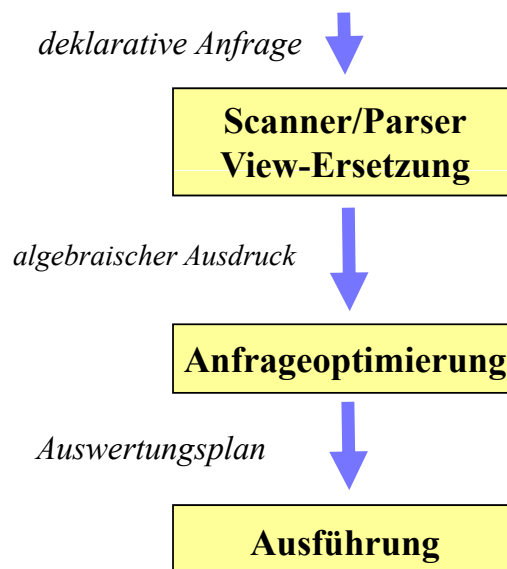 deklarative Anfrage
Scanner/Parser
View-Ersetzung
algebraischer Ausdruck
Anfrageoptimierung
Auswertungsplan
Ausführung